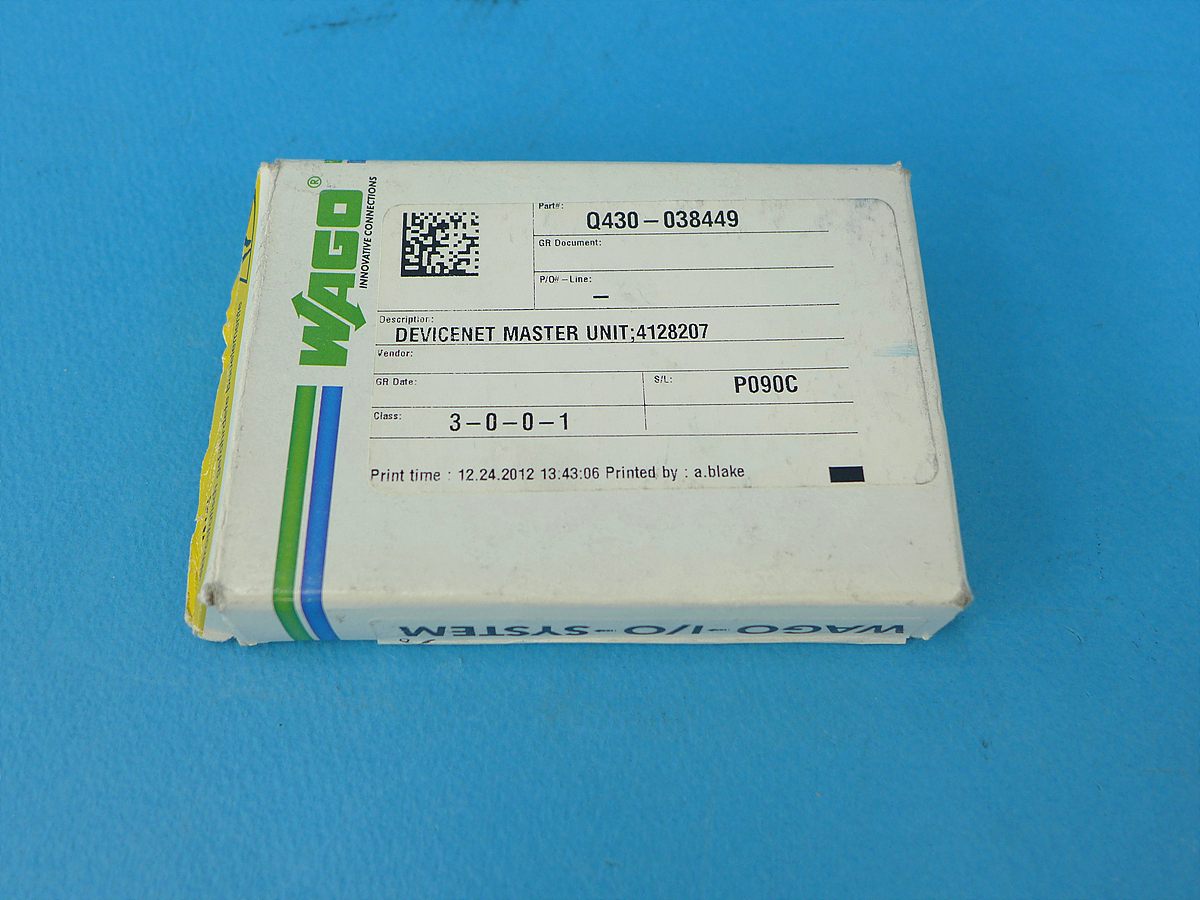 WAGO®
INNOVATIVE CONNECTIONS
Part#:
Q430-038449
GR Document:
P/O#-Line:
–
Description:
DEVICENET MASTER UNIT;4128207
Vendor:
GR Date:
S/L:
P090C
Class:
3-0-0-1
Print time : 12.24.2012 13:43:06 Printed by : a.blake
WAGO-I/O-SYSTEM